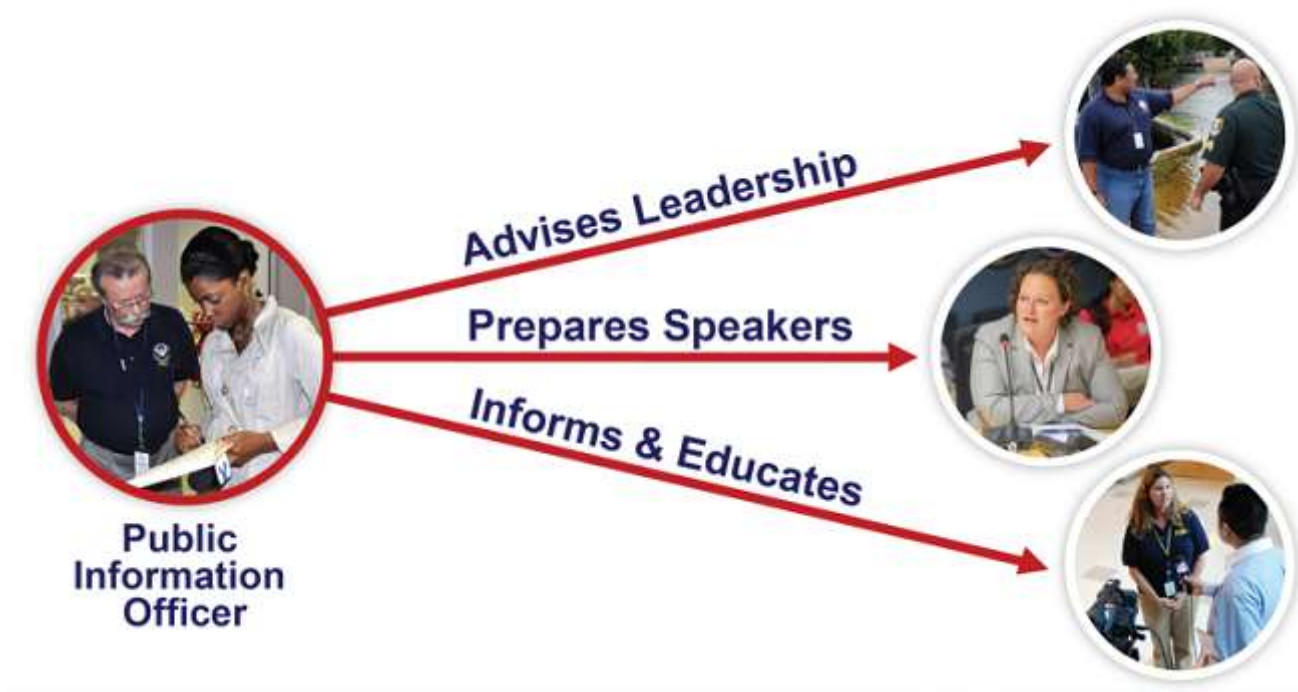 Advises Leadership
Prepares Speakers
Informs & Educates
Public
Information
Officer